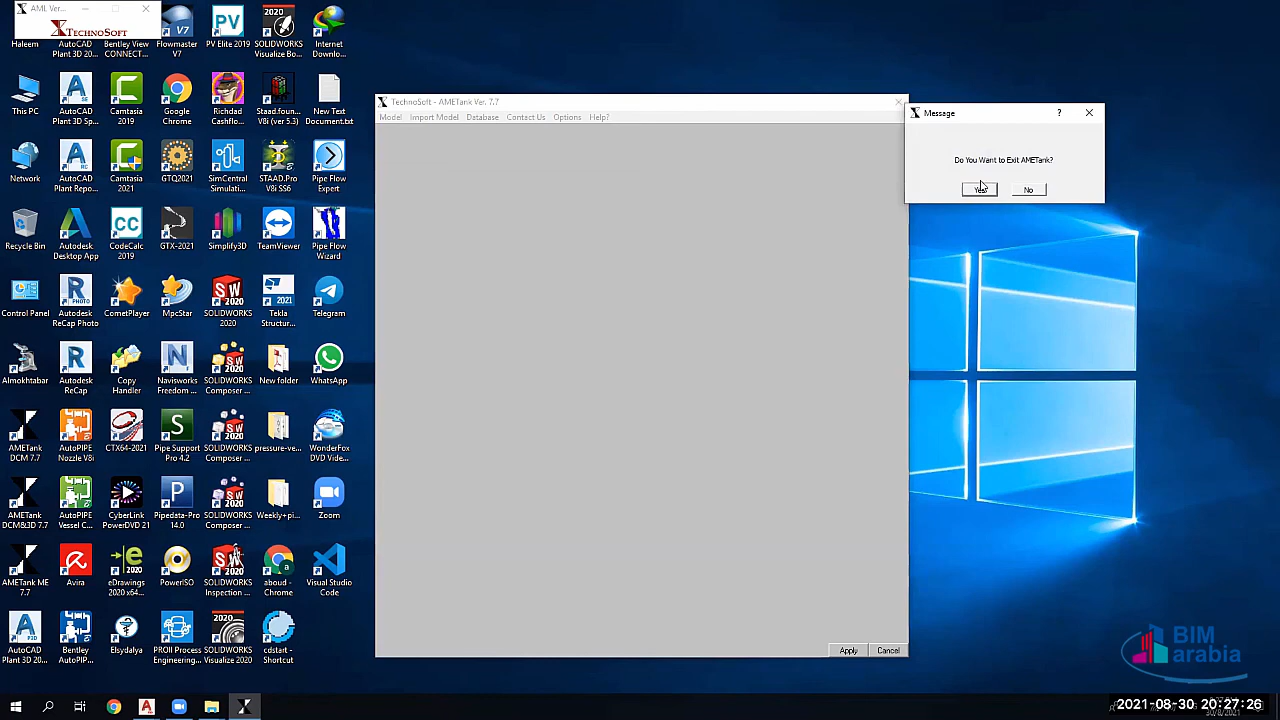 AML Ver...
XTECHNOSOFT
Haleem
AutoCAD Plant 3D 20...
Bentley View CONNECT...
Flowmaster V7
PV Elite 2019
SOLIDWORKS Visualize Bo...
Internet Downlo...
This PC
AutoCAD Plant 3D Sp...
Camtasia 2019
Google Chrome
Richdad Cashflo...
Staad.foun... V8i (ver 5.3)
New Text Document.txt
Network
AutoCAD Plant Repo...
Camtasia 2021
GTQ2021
SimCentral Simulati...
STAAD.Pro V8i SS6
Pipe Flow Expert
Recycle Bin
Autodesk Desktop App
CodeCalc 2019
GTX-2021
Simplify3D
TeamViewer
Pipe Flow Wizard
Control Panel
Autodesk ReCap Photo
CometPlayer
MpcStar
SOLIDWORKS 2020
Tekla Structur...
Telegram
Almokhtabar
Autodesk ReCap
Copy Handler
Navisworks Freedom ...
SOLIDWORKS Composer ...
New folder
WhatsApp
AMETank DCM 7.7
AutoPIPE Nozzle V8i
CTX64-2021
Pipe Support Pro 4.2
SOLIDWORKS Composer ...
pressure-ve...
WonderFox DVD Vide...
AMETank DCM&3D 7.7
AutoPIPE Vessel C...
CyberLink PowerDVD 21
Pipedata-Pro 14.0
SOLIDWORKS Composer ...
Weekly+pi...
Zoom
AMETank ME 7.7
Avira
eDrawings 2020 x64...
PowerISO
SOLIDWORKS Inspection ...
aboud - Chrome
Visual Studio Code
AutoCAD Plant 3D 20...
Bentley AutoPIP...
Elsydalya
PROII Process Engineering...
SOLIDWORKS Visualize 2020
cdstart - Shortcut
TechnoSoft - AMETank Ver. 7.7
Model Import Model Database Contact Us Options Help?
Apply Cancel
Message
Do You Want to Exit AMETank?
Yes No
BIM
arabia
2021-08-30 20:27:26